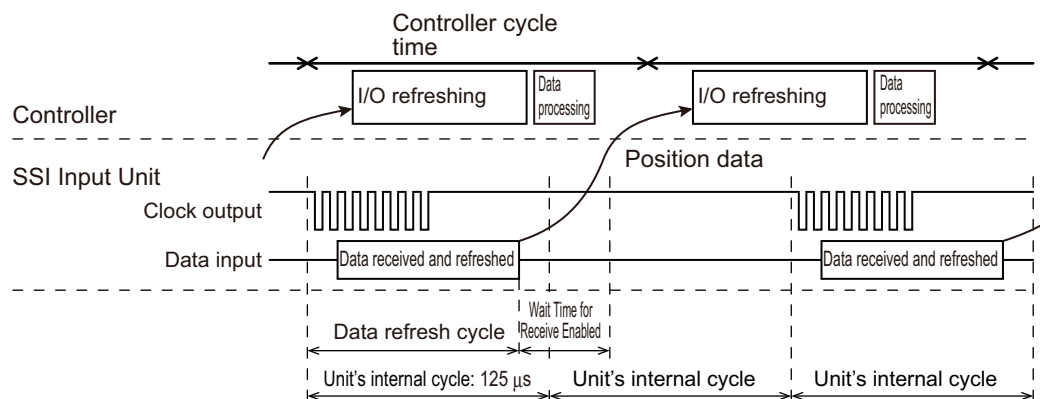 Controller cycle
time
I/O refreshing
Data
processing
I/O refreshing
Data
processing
Controller
Position data
SSI Input Unit
Clock output
Data input
Data received and refreshed
Data received and refreshed
Wait Time for
Receive Enabled
Data refresh cycle
Unit's internal cycle: 125 μs
Unit's internal cycle
Unit's internal cycle